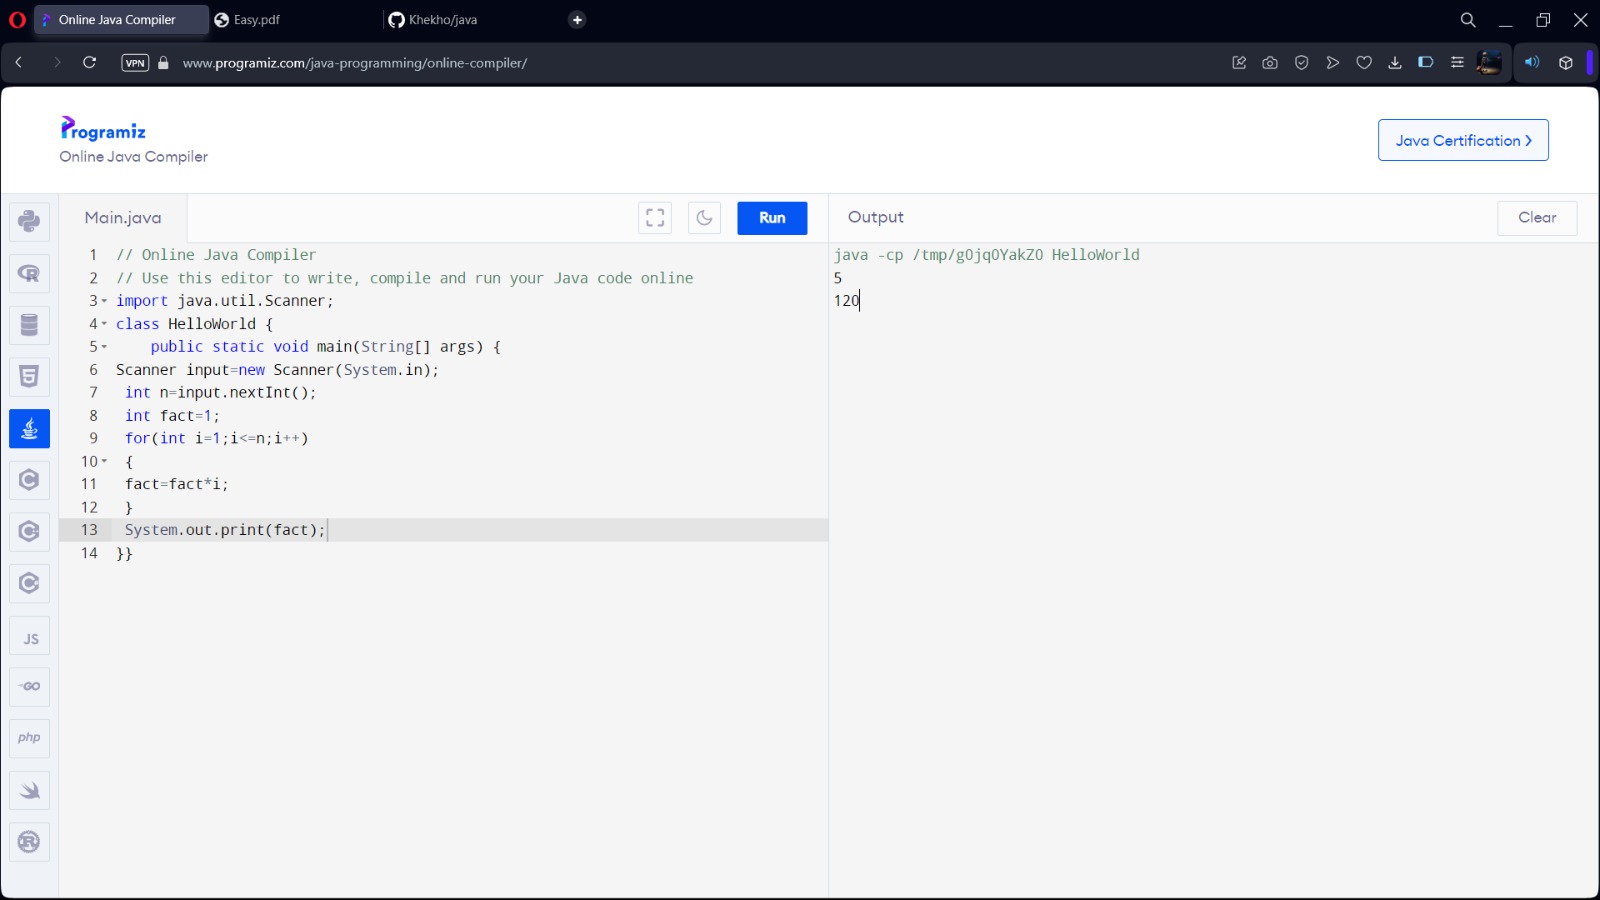 Online Java Compiler
Easy.pdf
Khekho/java
VPN
www.programiz.com/java-programming/online-compiler/
Programiz
Online Java Compiler
Java Certification >
Main.java
Run
Output
Clear
1 // Online Java Compiler
2 // Use this editor to write, compile and run your Java code online
3 import java.util.Scanner;
4 class HelloWorld {
5     public static void main(String[] args) {
6 Scanner input=new Scanner(System.in);
7  int n=input.nextInt();
8  int fact=1;
9  for(int i=1;i<=n;i++)
10  {
11  fact=fact*i;
12  }
13  System.out.print(fact);
14 }}
java -cp /tmp/g0jq0YakZ0 HelloWorld
5
120
R
5
C
C
C
JS
GO
php
R